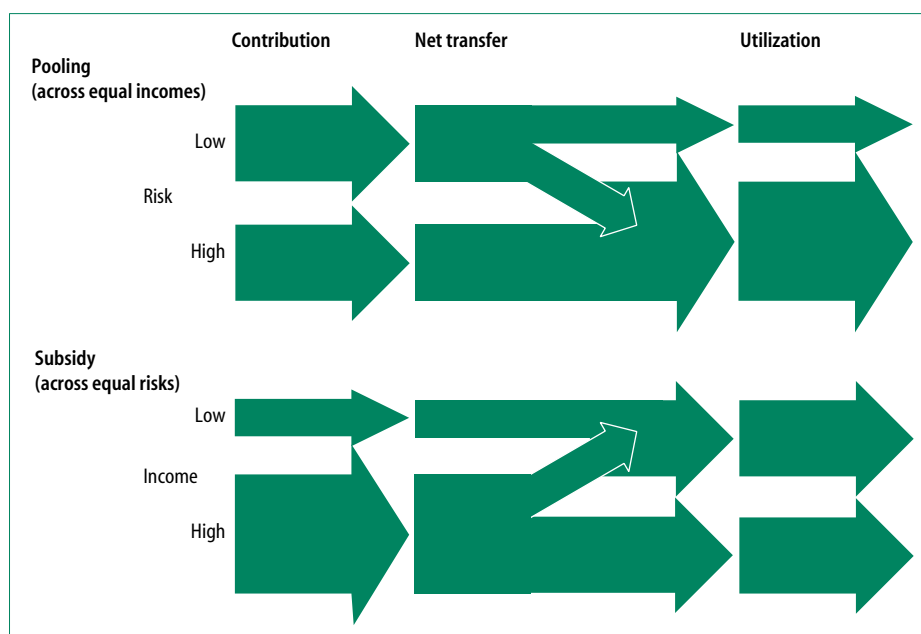 Contribution Net transfer Utilization
Pooling
(across equal incomes)
Low
Risk
High
Subsidy
(across equal risks)
Low
Income
High